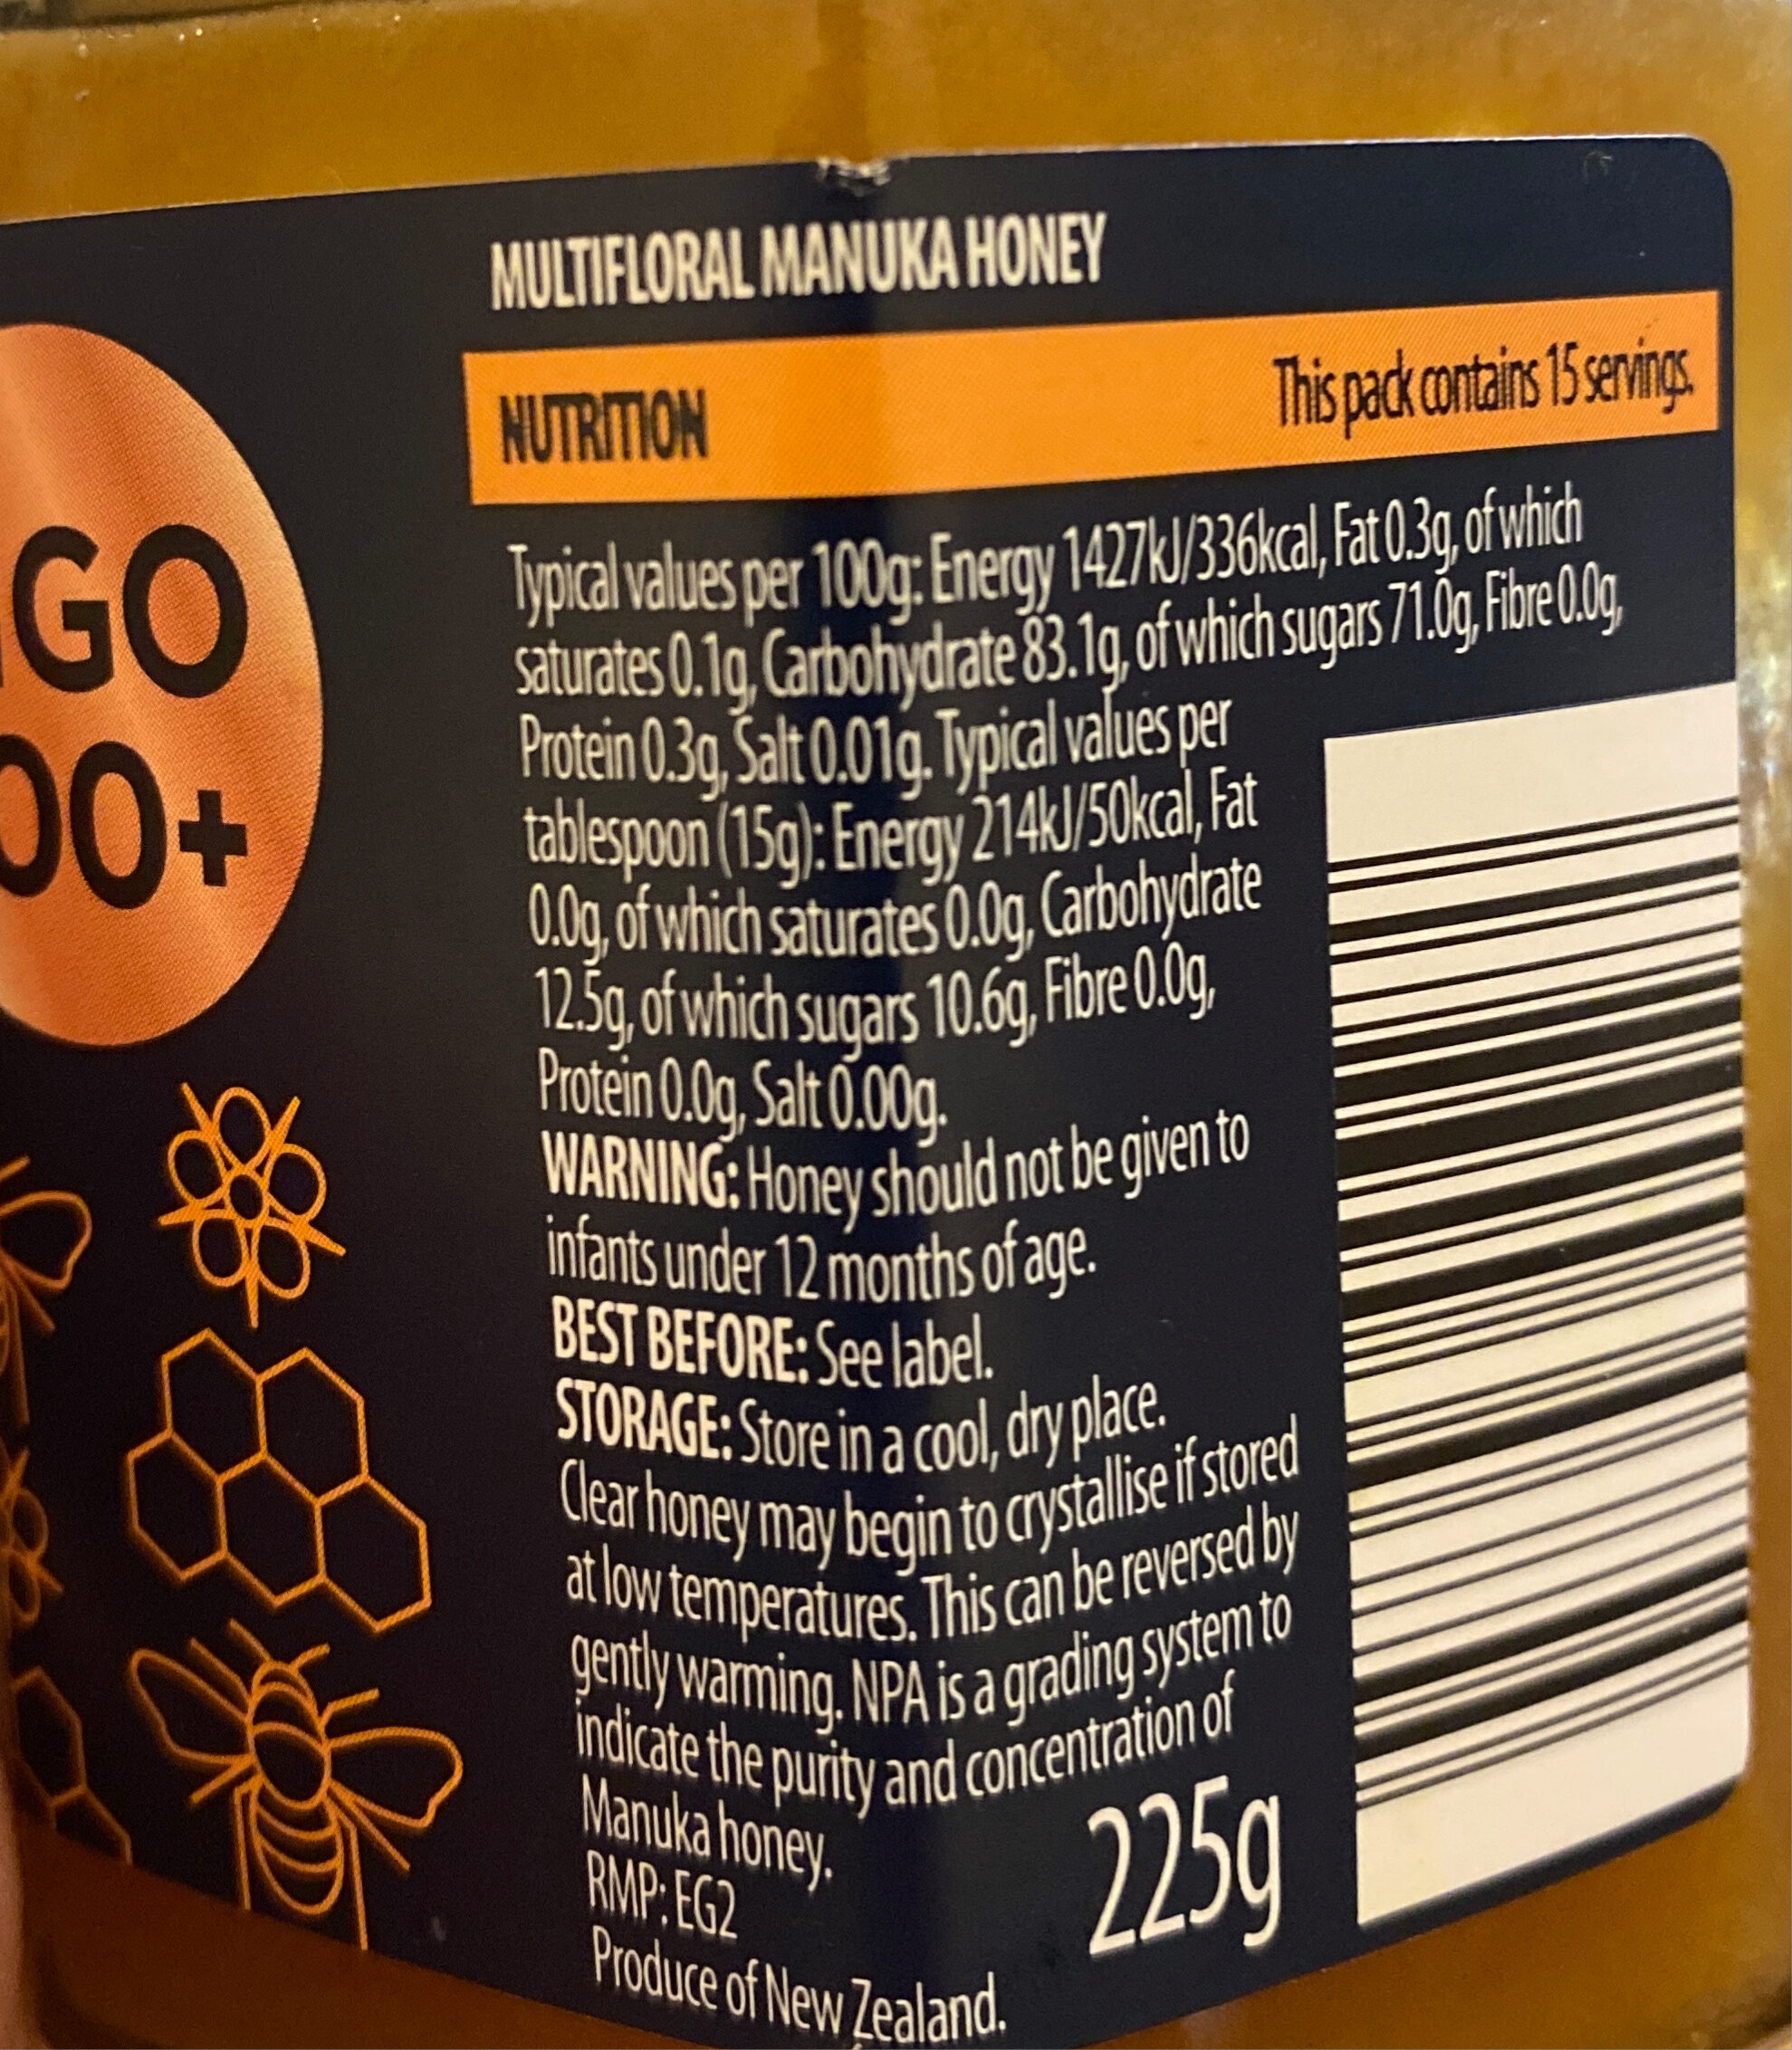 GO
00+
MULTIFLORAL MANUKA HONEY
NUTRITION
This pack contains 15 servings.
Typical values per 100g: Energy 1427kJ/336kcal, Fat 0.3g, of which
saturates 0.1g, Carbohydrate 83.1g, of which sugars 71.0g, Fibre 0.0g,
Protein 0.3g, Salt 0.01g. Typical values per
tablespoon (15g): Energy 214kJ/50kcal, Fat
0.0g, of which saturates 0.0g, Carbohydrate
12.5g, of which sugars 10.6g, Fibre 0.0g,
Protein 0.0g, Salt 0.00g.
WARNING: Honey should not be given to
infants under 12 months of age.
BEST BEFORE: See label.
STORAGE: Store in a cool, dry place.
Clear honey may begin to crystallise if stored
at low temperatures. This can be reversed by
gently warming. NPA is a grading system to
indicate the purity and concentration of
Manuka honey.
RMP: EG2
Produce of New Zealand.
225g